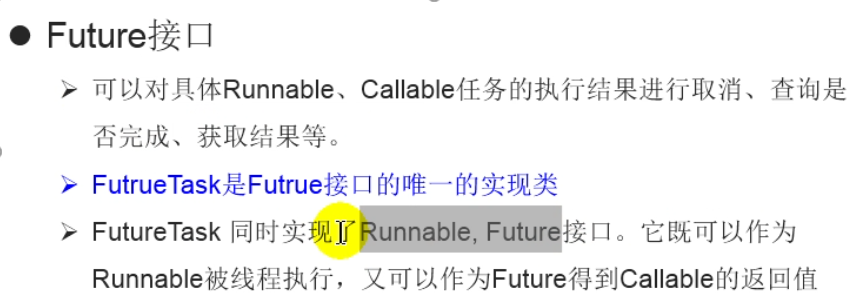 Future接口
可以对具体Runnable、Callable任务的执行结果进行取消、查询是
否完成、获取结果等。
FutrueTask是Futrue接口的唯一的实现类
FutureTask 同时实现了Runnable, Future接口。它既可以作为
Runnable被线程执行，又可以作为Future得到Callable的返回值